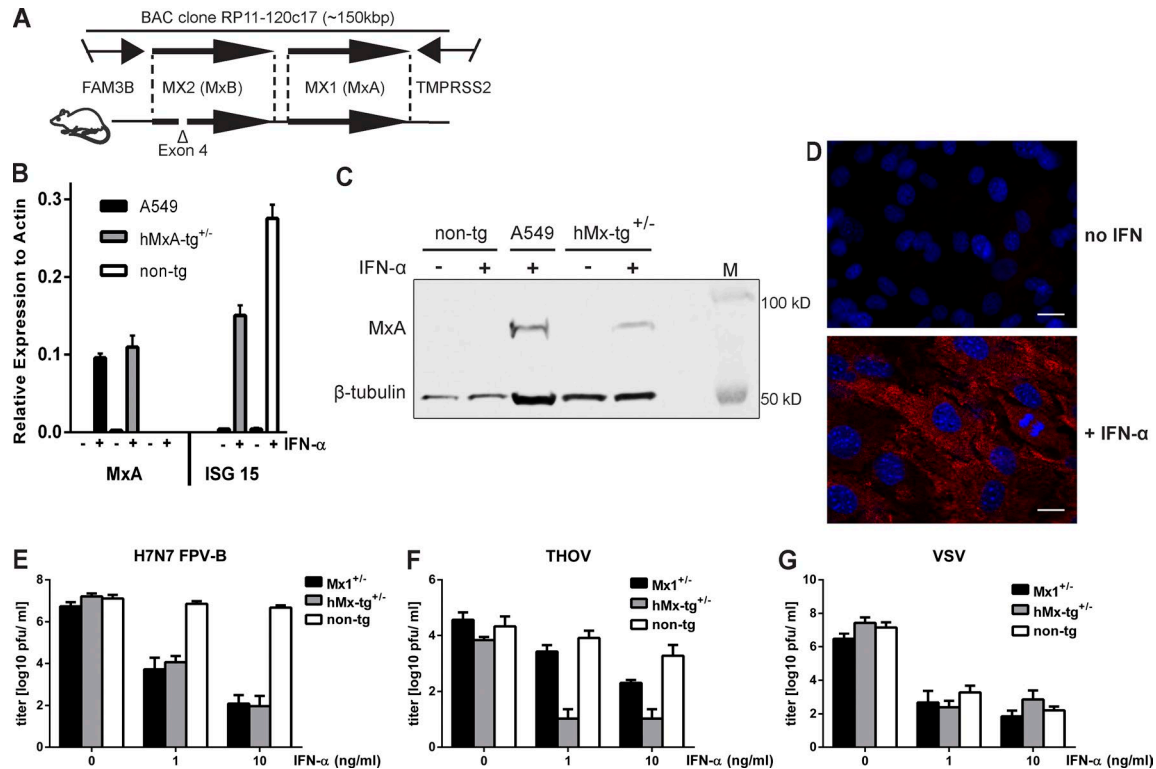 A
BAC clone RP11-120c17 (~150kbp)
FAM3B MX2 (MxB) MX1 (MxA) TMPRSS2
Δ
Exon 4
B
Relative Expression to Actin
0.3
0.2
0.1
0.0
A549
hMxA-tg+/-
non-tg
- + - + - + - + - + IFN-α
MxA ISG 15
C
non-tg A549 hMx-tg+/-
IFN-α - + + - + M
MxA
β-tubulin
100 kD
50 kD
D
no IFN
+ IFN-α
E
H7N7 FPV-B
titer [log10 pfu/ ml]
8
6
4
2
0
Mx1+/-
hMx-tg+/-
non-tg
0 1 10 IFN-α (ng/ml)
F
THOV
titer [log10 pfu/ ml]
6
4
2
0
Mx1+/-
hMx-tg+/-
non-tg
0 1 10 IFN-α (ng/ml)
G
VSV
titer [log10 pfu/ ml]
10
8
6
4
2
0
Mx1+/-
hMx-tg+/-
non-tg
0 1 10 IFN-α (ng/ml)